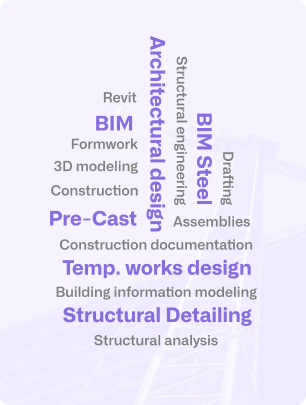 Architectural design
Structural engineering
Revit
BIM
BIM Steel
Formwork
Drafting
3D modeling
Construction
Pre-Cast
Assemblies
Construction documentation
Temp. works design
Building information modeling
Structural Detailing
Structural analysis